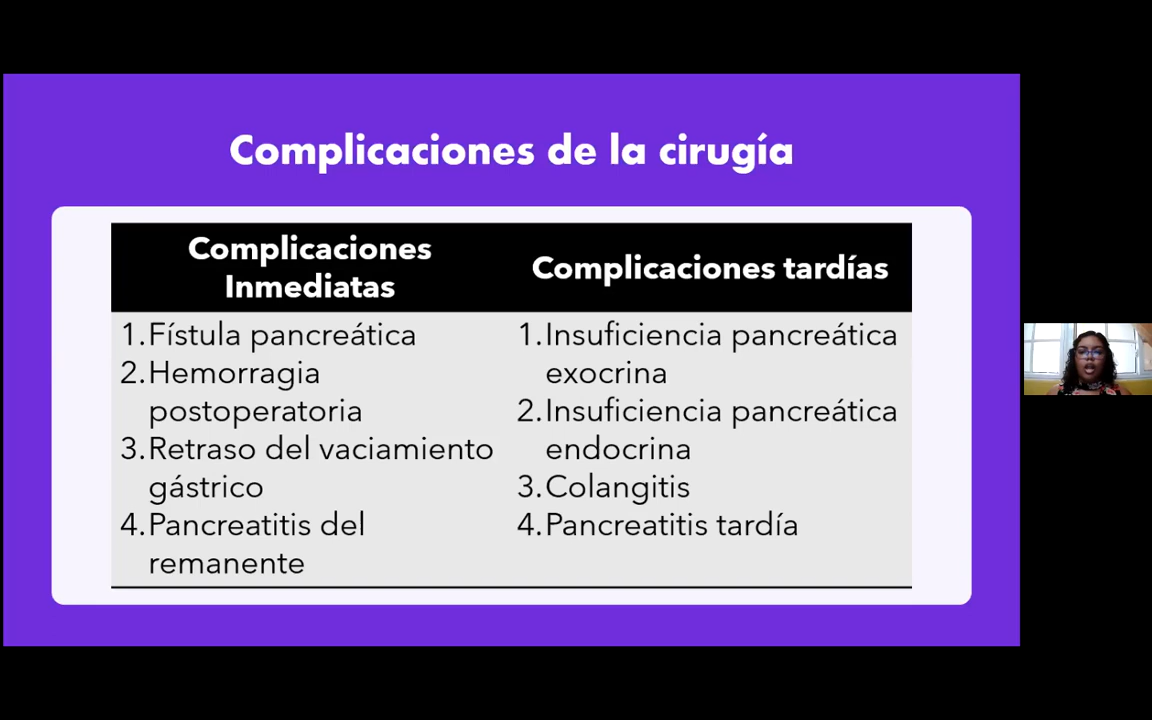 Complicaciones de la cirugía
Complicaciones
Inmediatas
Complicaciones tardías
1.Fístula pancreática
2.Hemorragia
postoperatoria
3.Retraso del vaciamiento
gástrico
4.Pancreatitis del
remanente
1.Insuficiencia pancreática
exocrina
2.Insuficiencia pancreática
endocrina
3.Colangitis
4.Pancreatitis tardía